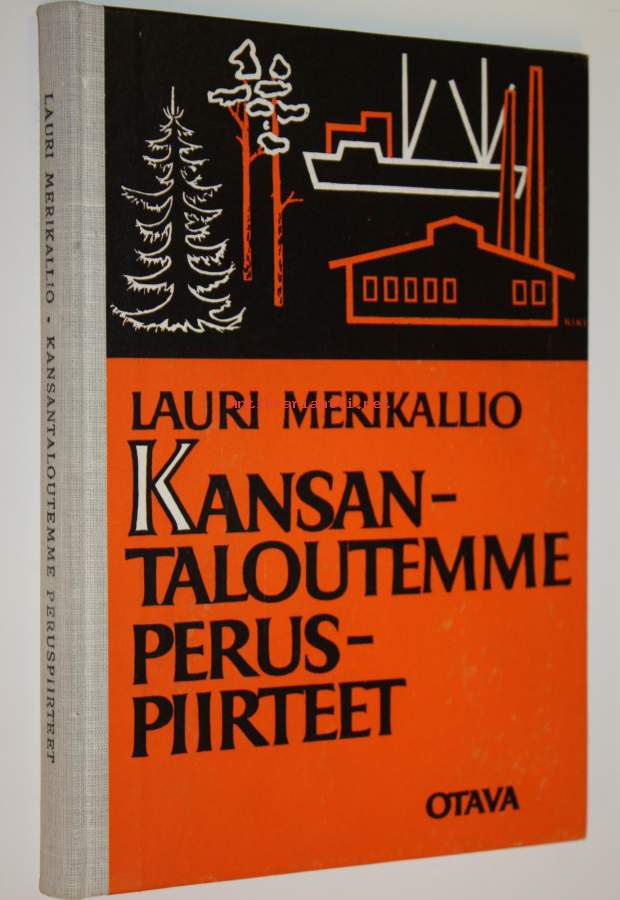 LAURI MERIKALLIO
KANSAN-
TALOUTEMME
PERUS-
PIIRTEET
OTAVA
LAURI MERIKALLIO • KANSANTALOUTEMME PERUSPIIRTEET